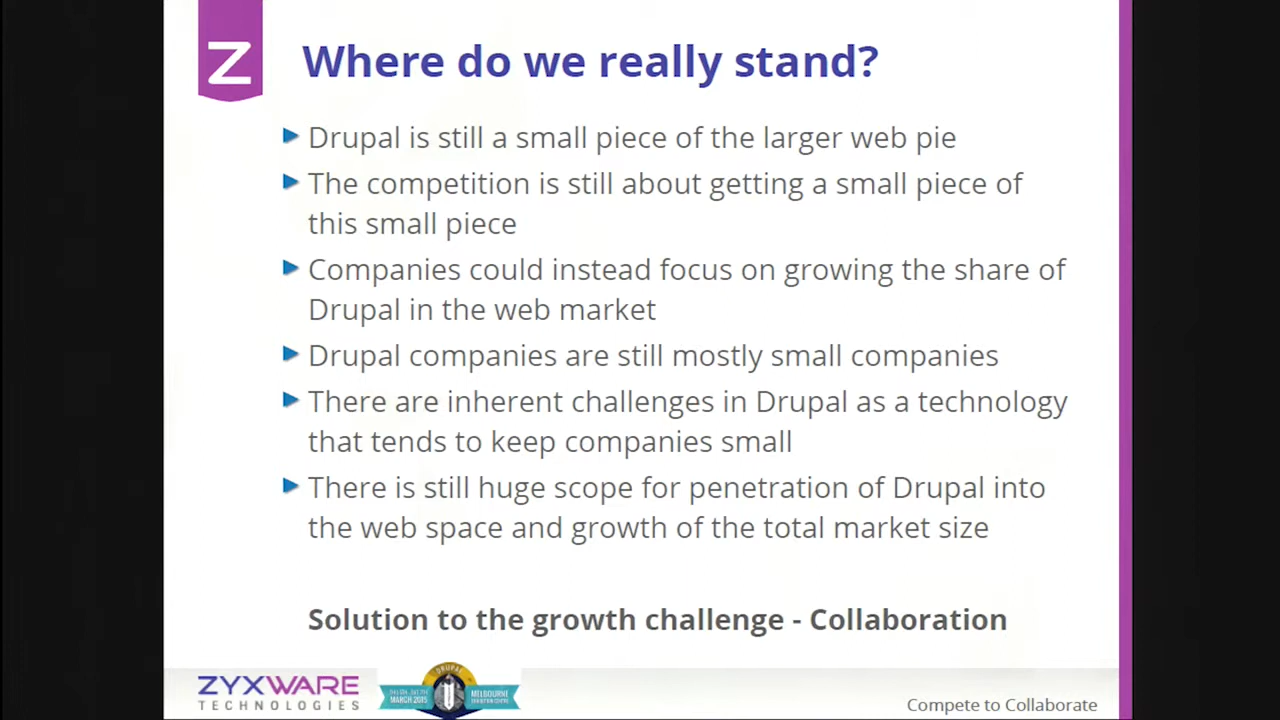 Z
Where do we really stand?
Drupal is still a small piece of the larger web pie
The competition is still about getting a small piece of
this small piece
Companies could instead focus on growing the share of
Drupal in the web market
Drupal companies are still mostly small companies
There are inherent challenges in Drupal as a technology
that tends to keep companies small
There is still huge scope for penetration of Drupal into
the web space and growth of the total market size
Solution to the growth challenge - Collaboration
ZYXWARE
TECHNOLOGIES
DRUPAL
MARCH 2015
MELBOURNE
Compete to Collaborate